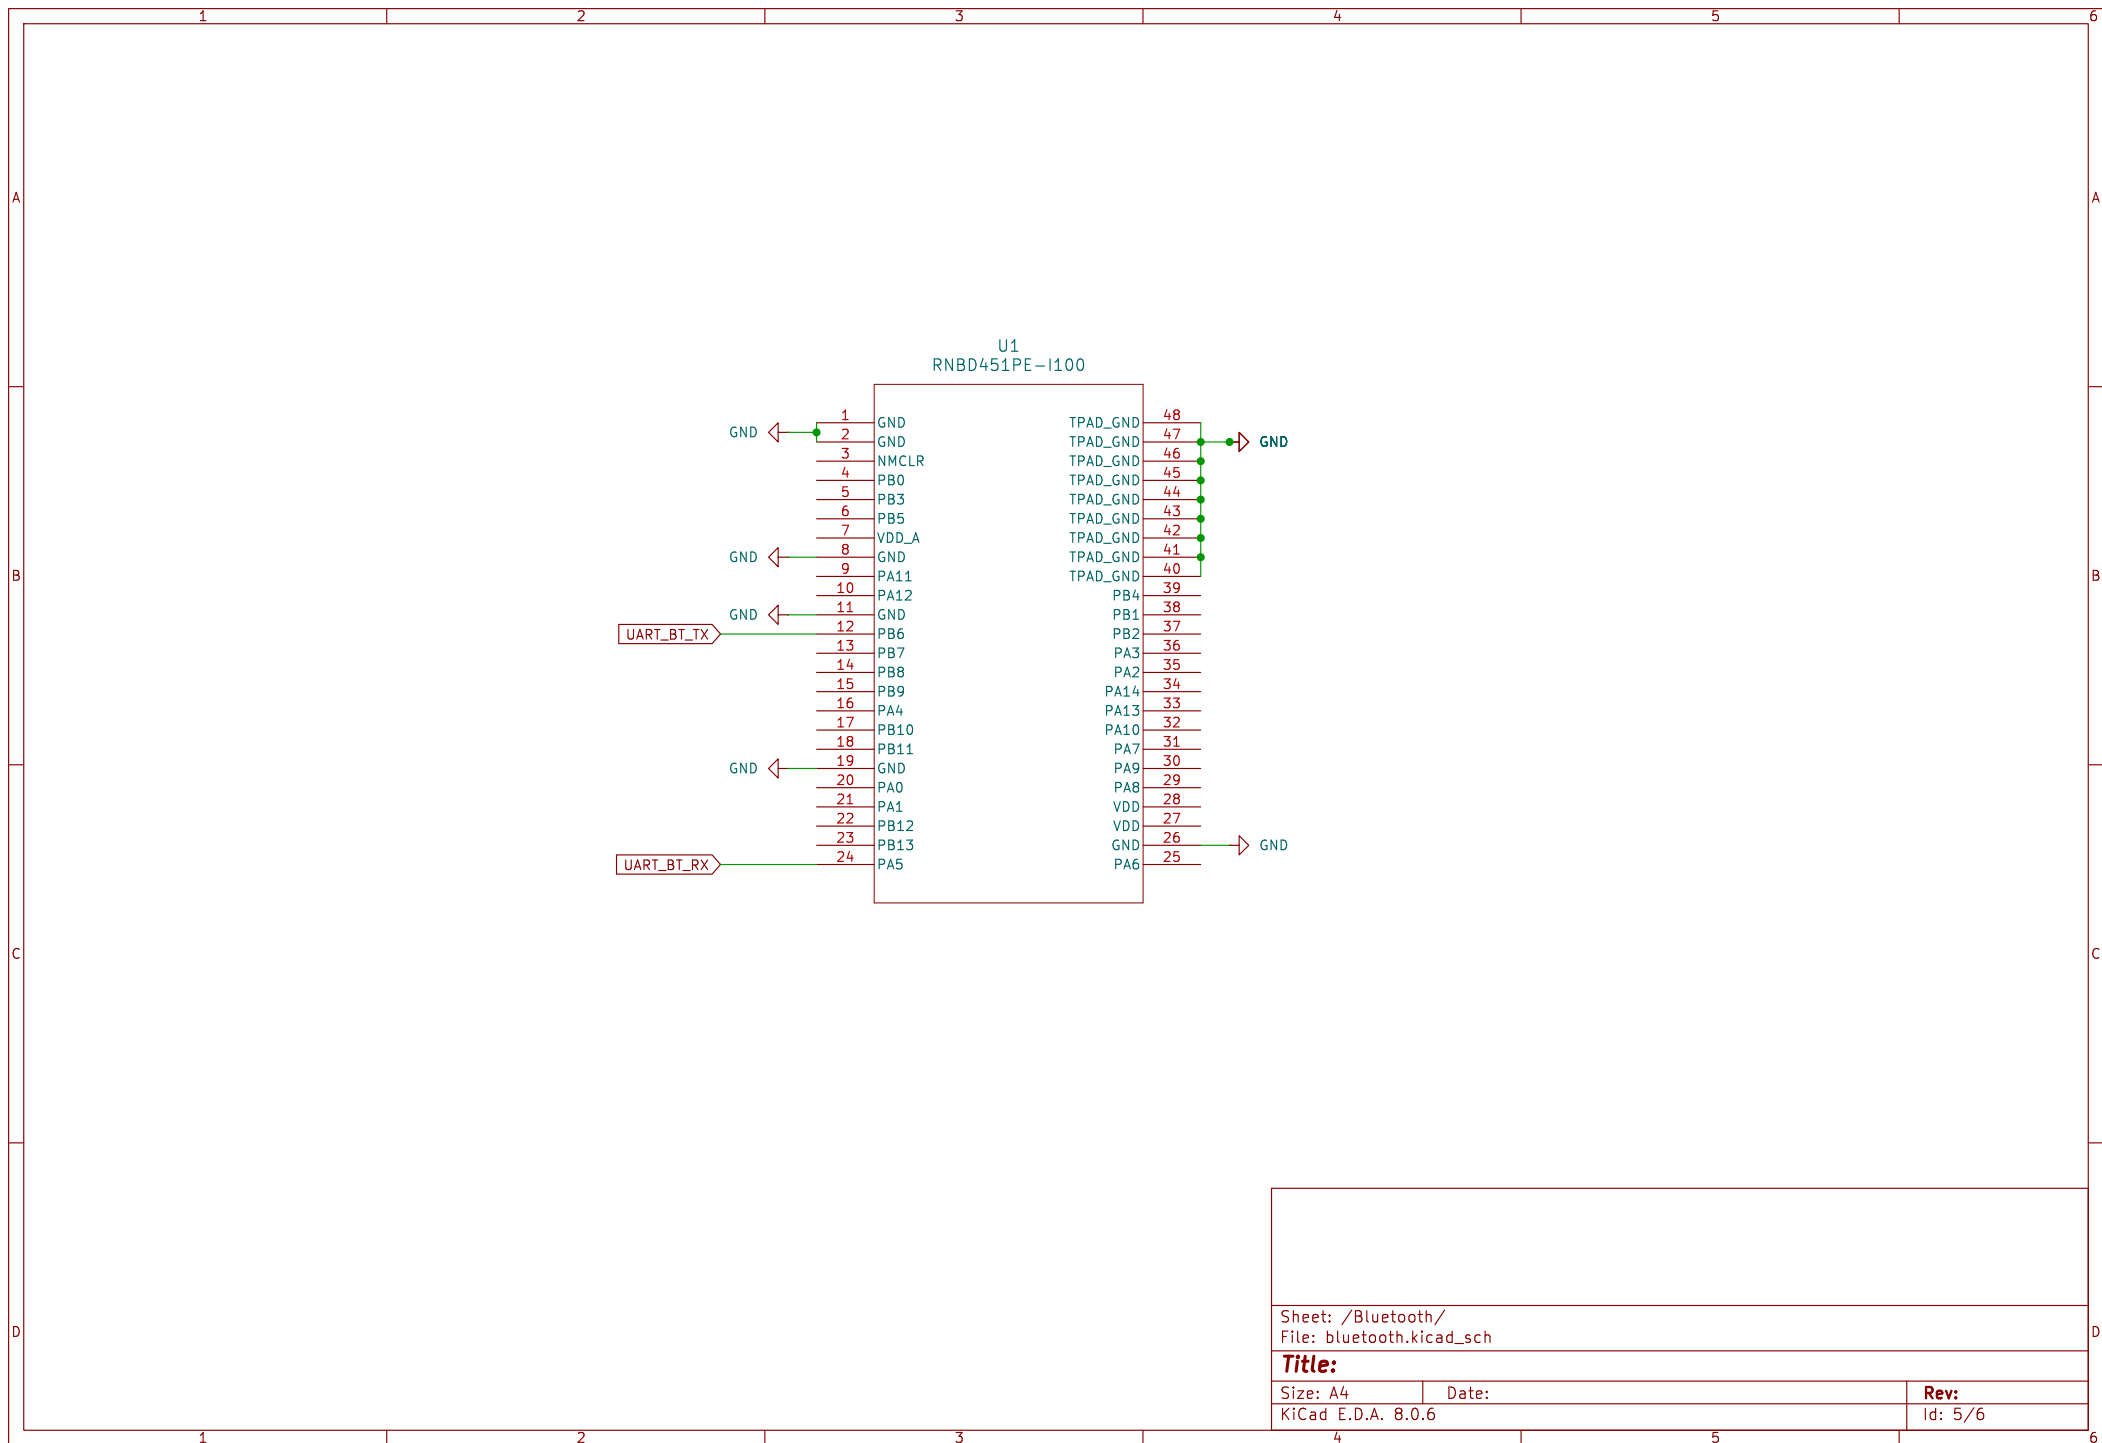 1 2 3 4 5 6
A A
U1
RNBD451PE-I100
1 GND TPAD_GND 48
GND
2 GND TPAD_GND 47 GND
3 NMCLR TPAD_GND 46
4 PB0 TPAD_GND 45
5 PB3 TPAD_GND 44
6 PB5 TPAD_GND 43
7 VDD_A TPAD_GND 42
GND 8 GND TPAD_GND 41
B 9 PA11 TPAD_GND 40 B
10 PA12 PB4 39
GND 11 GND PB1 38
UART_BT_TX 12 PB6 PB2 37
13 PB7 PA3 36
14 PB8 PA2 35
15 PB9 PA14 34
16 PA4 PA13 33
17 PB10 PA10 32
18 PB11 PA7 31
GND 19 GND PA9 30
20 PA0 PA8 29
21 PA1 VDD 28
22 PB12 VDD 27
23 PB13 GND 26 GND
UART_BT_RX 24 PA5 PA6 25
C C
Sheet: /Bluetooth/
D D
File: bluetooth.kicad_sch
Title:
Size: A4 Date: Rev:
KiCad E.D.A. 8.0.6 Id: 5/6
1 2 3 4 5 6